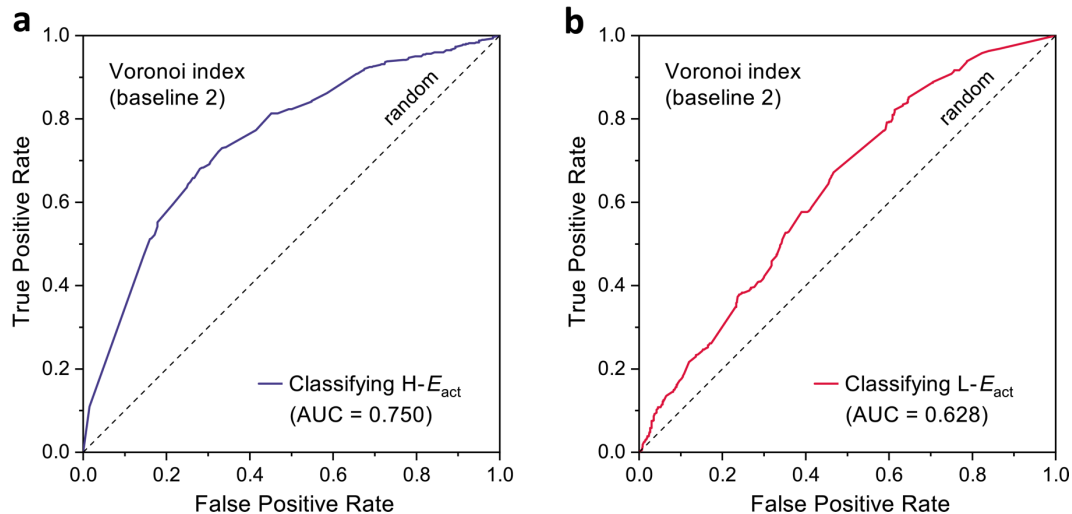 a
1.0
0.8
0.6
0.4
0.2
0.0
True Positive Rate
Voronoi index
(baseline 2)
random
Classifying H-E_act
(AUC = 0.750)
0.0 0.2 0.4 0.6 0.8 1.0
False Positive Rate
b
1.0
0.8
0.6
0.4
0.2
0.0
True Positive Rate
Voronoi index
(baseline 2)
random
Classifying L-E_act
(AUC = 0.628)
0.0 0.2 0.4 0.6 0.8 1.0
False Positive Rate